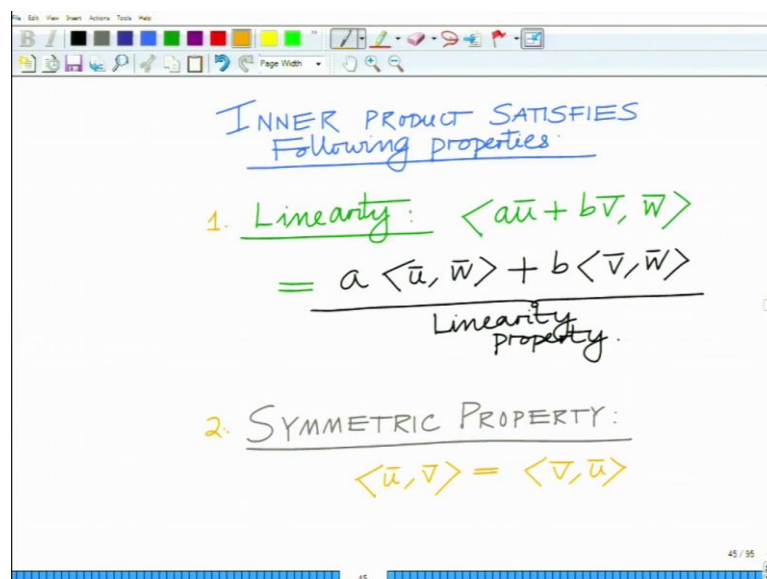 File Edit View Insert Actions Tools Help
B I Page Width
INNER PRODUCT SATISFIES
Following properties.
1. Linearity: <aū + bv̄, w̄>
= a <ū, w̄> + b <v̄, w̄>
Linearity
property.
2. SYMMETRIC PROPERTY:
<ū, v̄> = <v̄, ū>
45 / 95
45